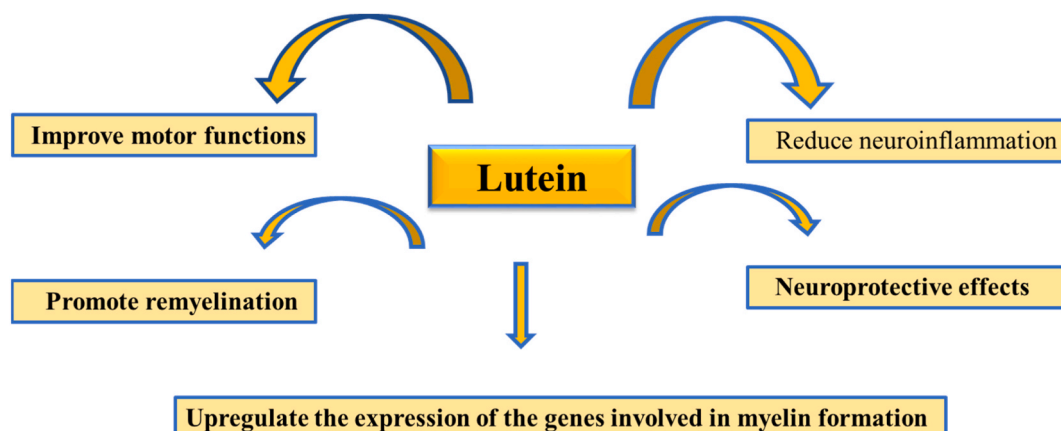 Improve motor functions
Reduce neuroinflammation
Lutein
Promote remyelination
Neuroprotective effects
Upregulate the expression of the genes involved in myelin formation